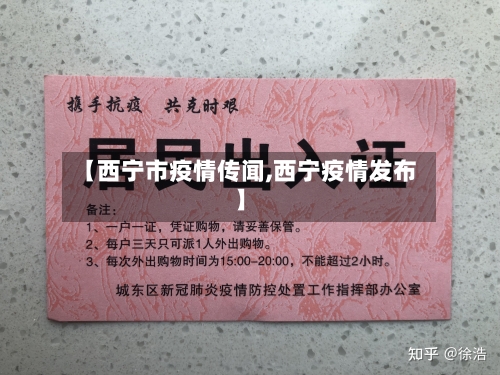 携手抗疫 共克时艰
居民出入证
【西宁市疫情传闻,西宁疫情发布
】
备注：
1、一户一证，凭证购物，请妥善保管。
2、每户三天只可派1人外出购物。
3、每次外出购物时间为15:00-20:00，不能超过2小时。
城东区新冠肺炎疫情防控处置工作指挥部办公室
知乎 @徐浩